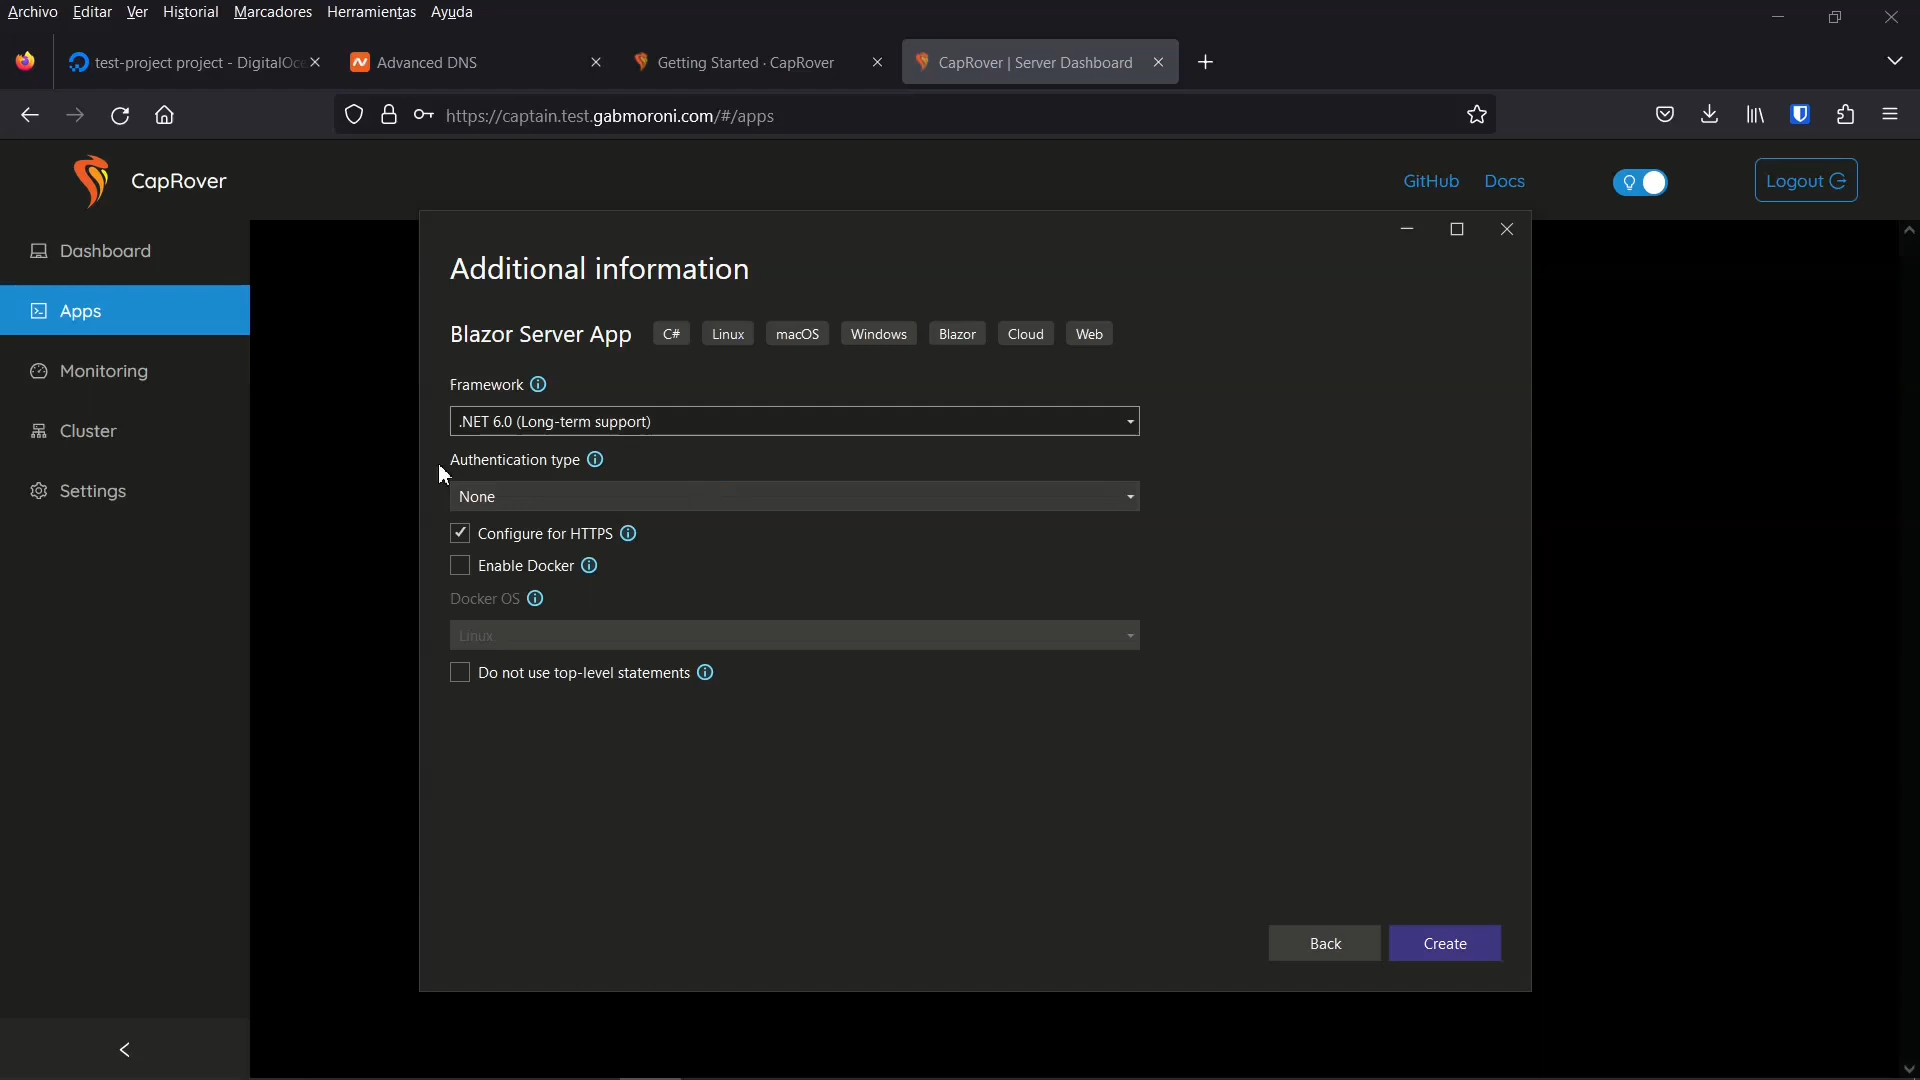 Archivo Editar Ver Historial Marcadores Herramientas Ayuda
test-project project - DigitalOce
Advanced DNS
Getting Started · CapRover
CapRover | Server Dashboard
https://captain.test.gabmoroni.com/#/apps
CapRover
GitHub Docs
Logout
Dashboard
Apps
Monitoring
Cluster
Settings
Additional information
Blazor Server App C# Linux macOS Windows Blazor Cloud Web
Framework
.NET 6.0 (Long-term support)
Authentication type
None
Configure for HTTPS
Enable Docker
Docker OS
Linux
Do not use top-level statements
Back Create